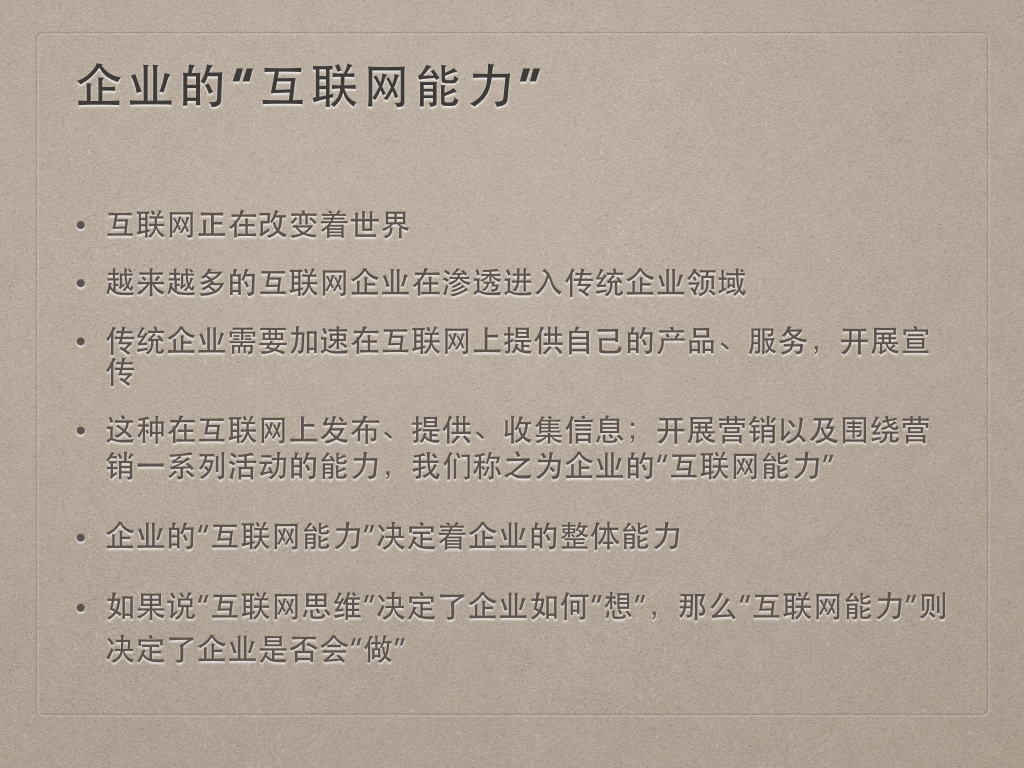 企业的“互联网能力”
• 互联网正在改变着世界
• 越来越多的互联网企业在渗透进入传统企业领域
• 传统企业需要加速在互联网上提供自己的产品、服务，开展宣
传
• 这种在互联网上发布、提供、收集信息；开展营销以及围绕营
销一系列活动的能力，我们称之为企业的“互联网能力”
• 企业的“互联网能力”决定着企业的整体能力
• 如果说“互联网思维”决定了企业如何“想”，那么“互联网能力”则
决定了企业是否会“做”